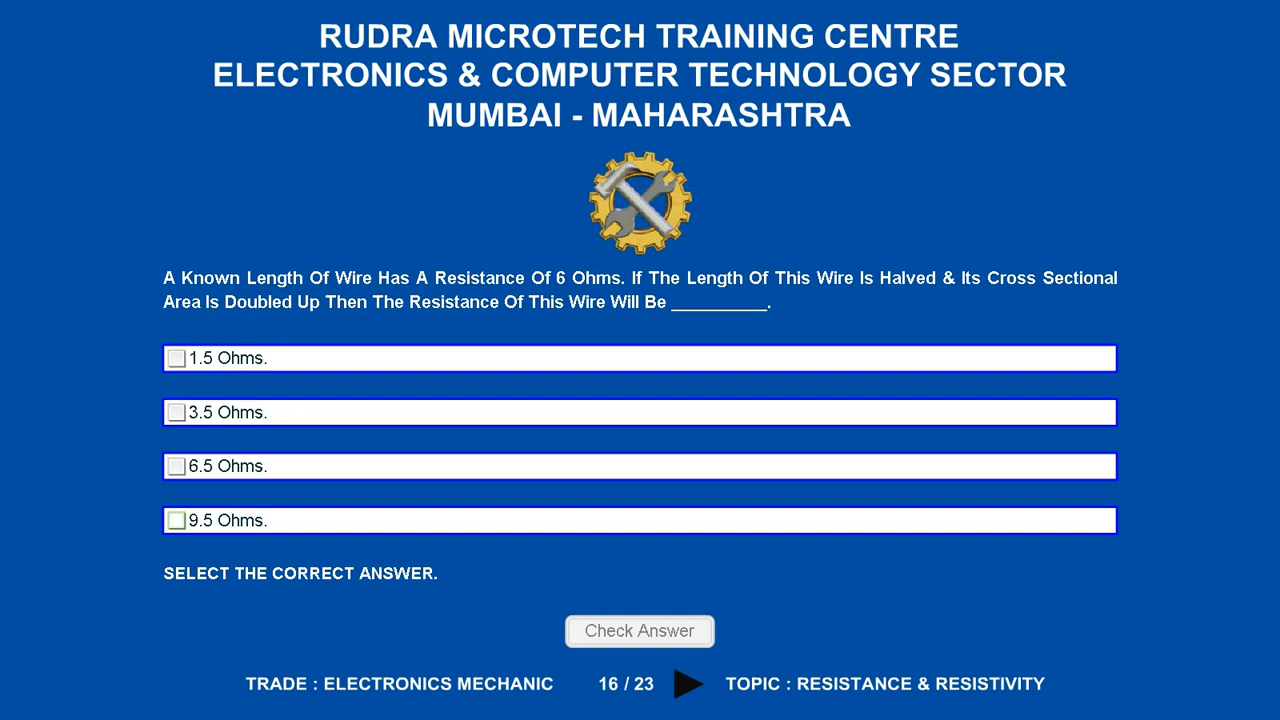 RUDRA MICROTECH TRAINING CENTRE
ELECTRONICS & COMPUTER TECHNOLOGY SECTOR
MUMBAI - MAHARASHTRA
A Known Length Of Wire Has A Resistance Of 6 Ohms. If The Length Of This Wire Is Halved & Its Cross Sectional
Area Is Doubled Up Then The Resistance Of This Wire Will Be __________.
1.5 Ohms.
3.5 Ohms.
6.5 Ohms.
9.5 Ohms.
SELECT THE CORRECT ANSWER.
Check Answer
TRADE : ELECTRONICS MECHANIC 16 / 23 TOPIC : RESISTANCE & RESISTIVITY